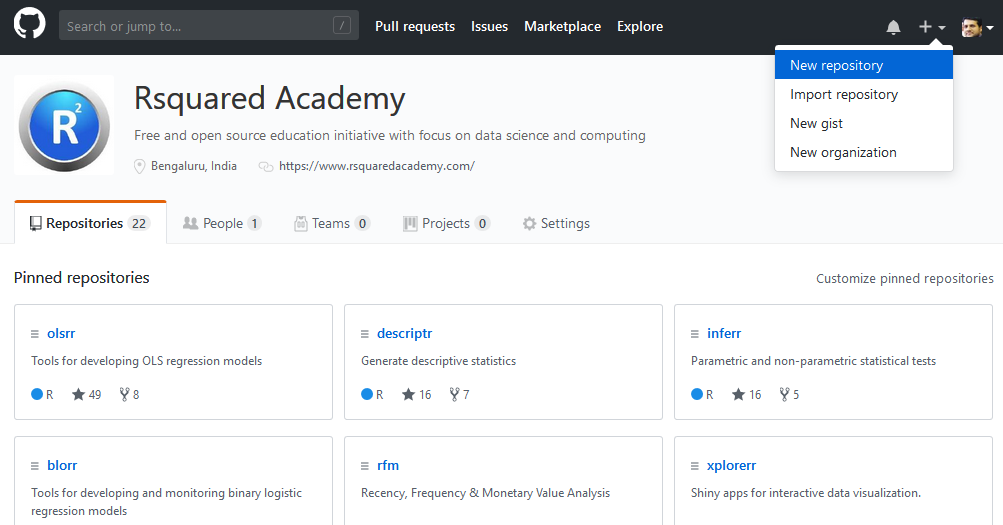 Search or jump to... / Pull requests Issues Marketplace Explore
New repository
Import repository
New gist
New organization
R2
Rsquared Academy
Free and open source education initiative with focus on data science and computing
Bengaluru, India https://www.rsquaredacademy.com/
Repositories 22 People 1 Teams 0 Projects 0 Settings
Pinned repositories Customize pinned repositories
olsrr
Tools for developing OLS regression models
R 49 8
descriptr
Generate descriptive statistics
R 16 7
inferr
Parametric and non-parametric statistical tests
R 16 5
blorr
Tools for developing and monitoring binary logistic
regression models
rfm
Recency, Frequency & Monetary Value Analysis
xplorerr
Shiny apps for interactive data visualization.